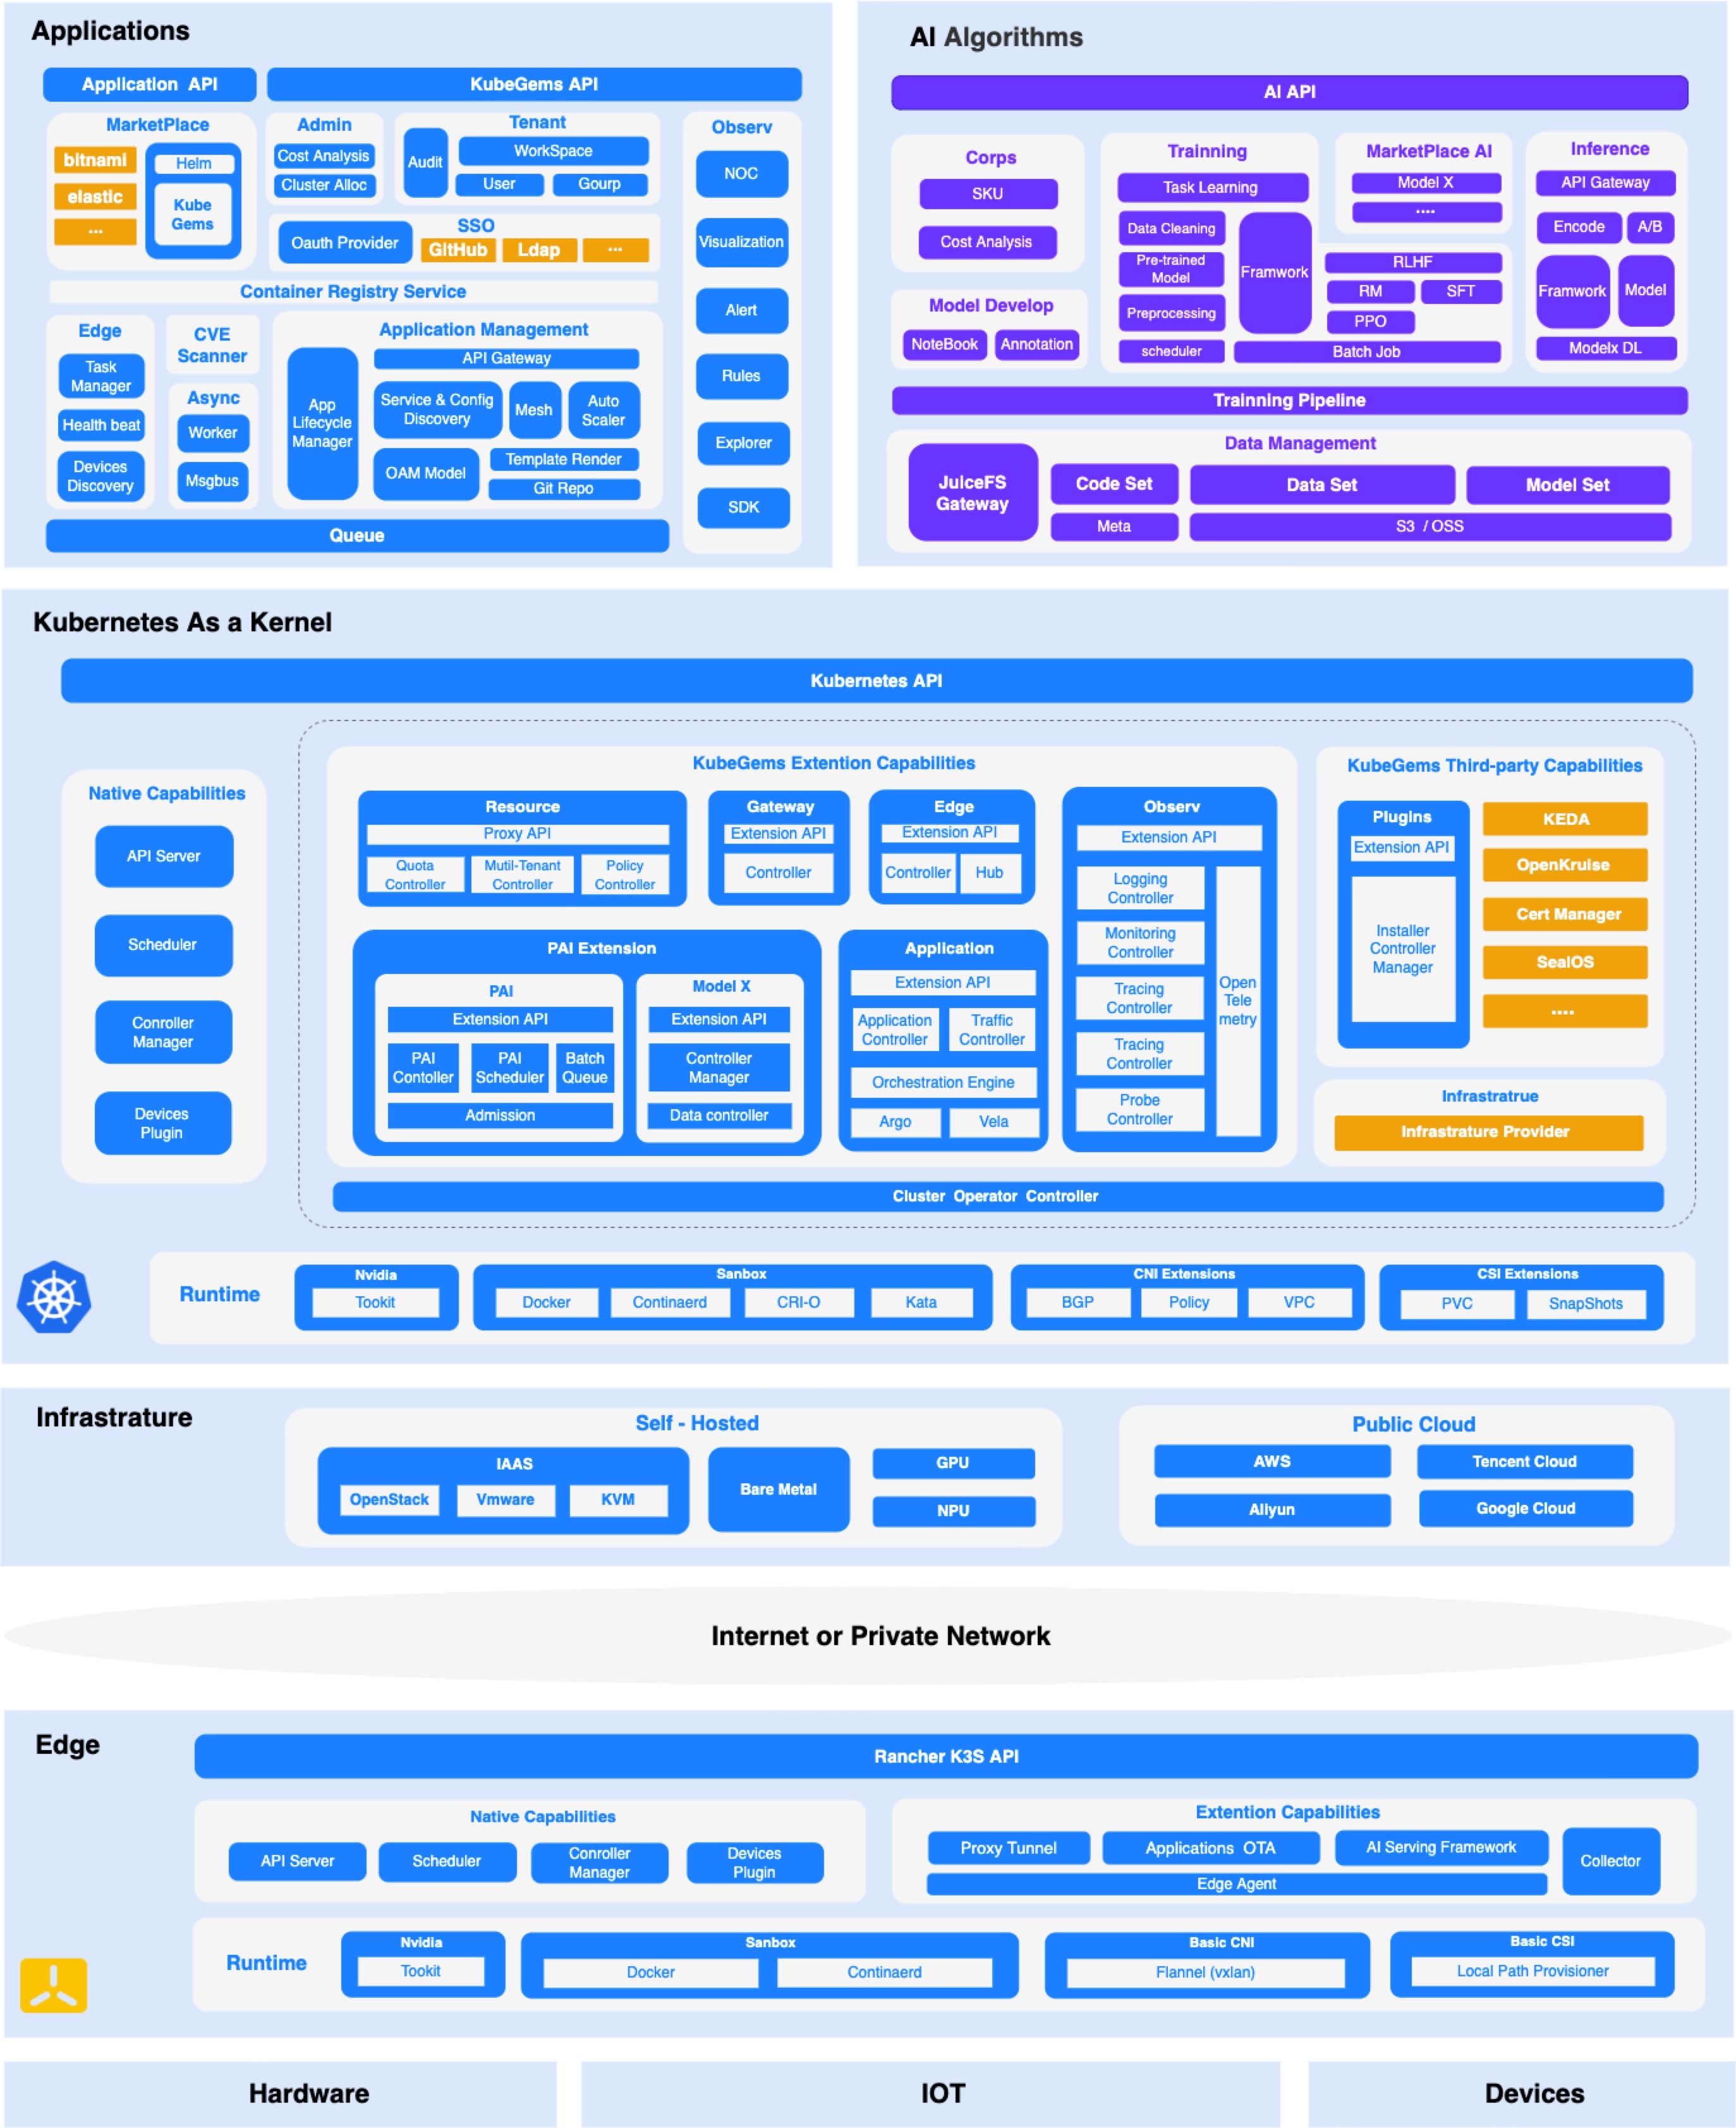 Applications
Application API
KubeGems API
MarketPlace
bitnami
elastic
...
Helm
Kube
Gems
Admin
Cost Analysis
Cluster Alloc
Tenant
Audit
WorkSpace
User
Gourp
SSO
Oauth Provider
GitHub
Ldap
...
Observ
NOC
Visualization
Alert
Rules
Explorer
SDK
Container Registry Service
Edge
Task
Manager
Health beat
Devices
Discovery
CVE
Scanner
Async
Worker
Msgbus
Application Management
App
Lifecycle
Manager
API Gateway
Service & Config
Discovery
Mesh
Auto
Scaler
OAM Model
Template Render
Git Repo
Queue
AI Algorithms
AI API
Corps
SKU
Cost Analysis
Model Develop
NoteBook
Annotation
Trainning
Task Learning
Data Cleaning
Pre-trained
Model
Preprocessing
scheduler
Framwork
MarketPlace AI
Model X
....
RLHF
RM
SFT
PPO
Batch Job
Inference
API Gateway
Encode
A/B
Framwork
Model
Modelx DL
Trainning Pipeline
Data Management
JuiceFS
Gateway
Code Set
Data Set
Model Set
Meta
S3 / OSS
Kubernetes As a Kernel
Kubernetes API
Native Capabilities
API Server
Scheduler
Conroller
Manager
Devices
Plugin
KubeGems Extention Capabilities
Resource
Proxy API
Quota
Controller
Mutil-Tenant
Controller
Policy
Controller
Gateway
Extension API
Controller
Edge
Extension API
Controller
Hub
Observ
Extension API
Logging
Controller
Monitoring
Controller
Tracing
Controller
Tracing
Controller
Probe
Controller
Open
Tele
metry
PAI Extension
PAI
Extension API
PAI
Contoller
PAI
Scheduler
Batch
Queue
Admission
Model X
Extension API
Controller
Manager
Data controller
Application
Extension API
Application
Controller
Traffic
Controller
Orchestration Engine
Argo
Vela
KubeGems Third-party Capabilities
Plugins
Extension API
Installer
Controller
Manager
KEDA
OpenKruise
Cert Manager
SealOS
....
Infrastratrue
Infrastrature Provider
Cluster Operator Controller
Runtime
Nvidia
Tookit
Sanbox
Docker
Continaerd
CRI-O
Kata
CNI Extensions
BGP
Policy
VPC
CSI Extensions
PVC
SnapShots
Infrastrature
Self - Hosted
IAAS
OpenStack
Vmware
KVM
Bare Metal
GPU
NPU
Public Cloud
AWS
Tencent Cloud
Aliyun
Google Cloud
Internet or Private Network
Edge
Rancher K3S API
Native Capabilities
API Server
Scheduler
Conroller
Manager
Devices
Plugin
Extention Capabilities
Proxy Tunnel
Applications OTA
AI Serving Framework
Collector
Edge Agent
Runtime
Nvidia
Tookit
Sanbox
Docker
Continaerd
Basic CNI
Flannel (vxlan)
Basic CSI
Local Path Provisioner
Hardware
IOT
Devices